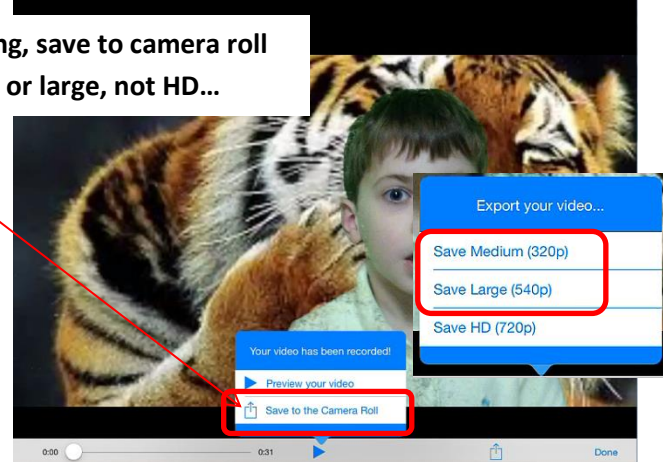 ng, save to camera roll
or large, not HD…
Export your video...
Save Medium (320p)
Save Large (540p)
Save HD (720p)
Your video has been recorded!
Preview your video
Save to the Camera Roll
0:00
0:31
Done